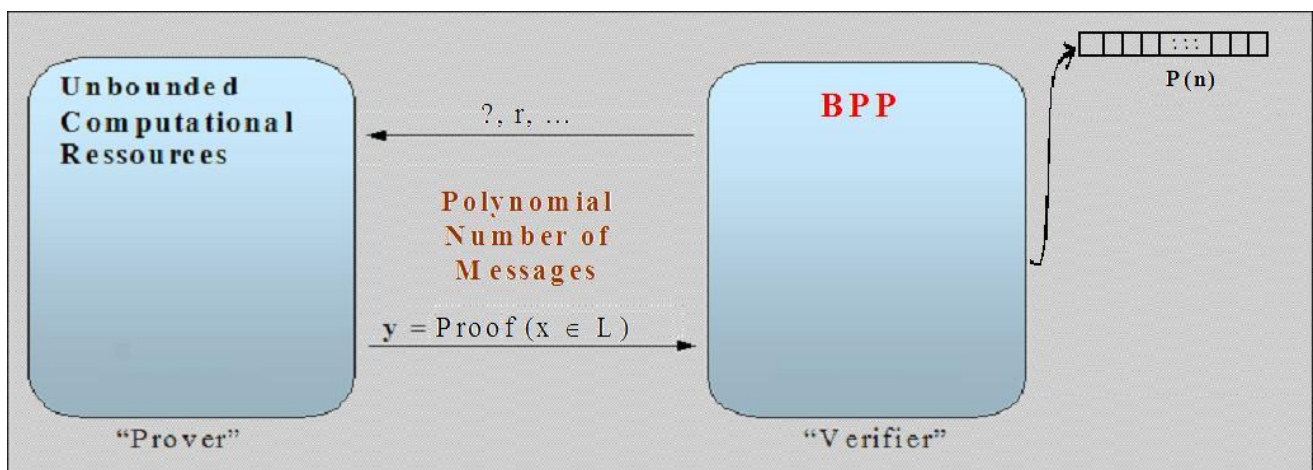 Unbounded
Computational
Ressources
?, r, ...
Polynomial
Number of
Messages
y = Proof (x ∈ L)
“Prover”
BPP
“Verifier”
: : :
P(n)